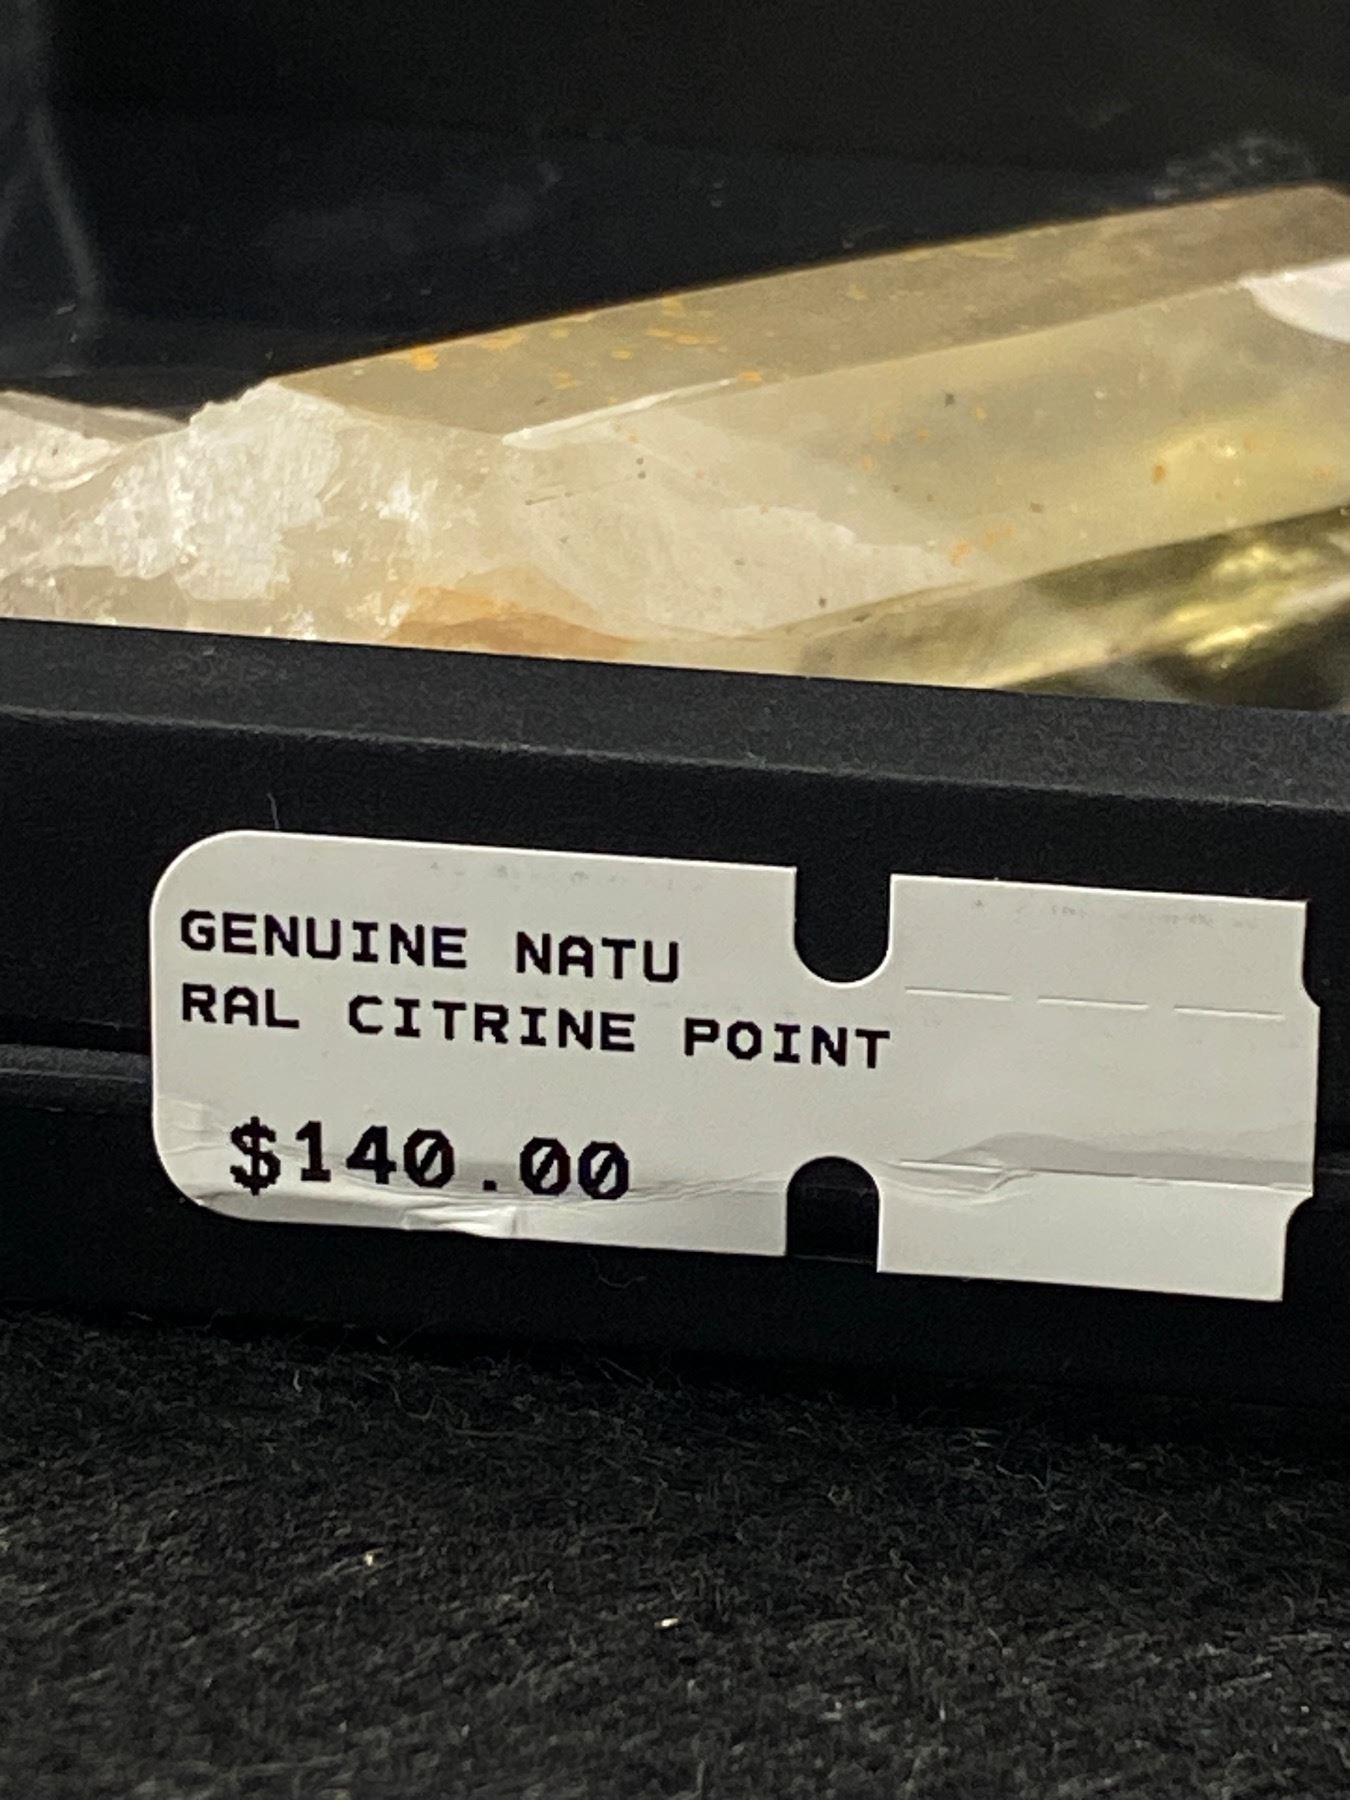 GENUINE NATU
RAL CITRINE POINT
$140.00